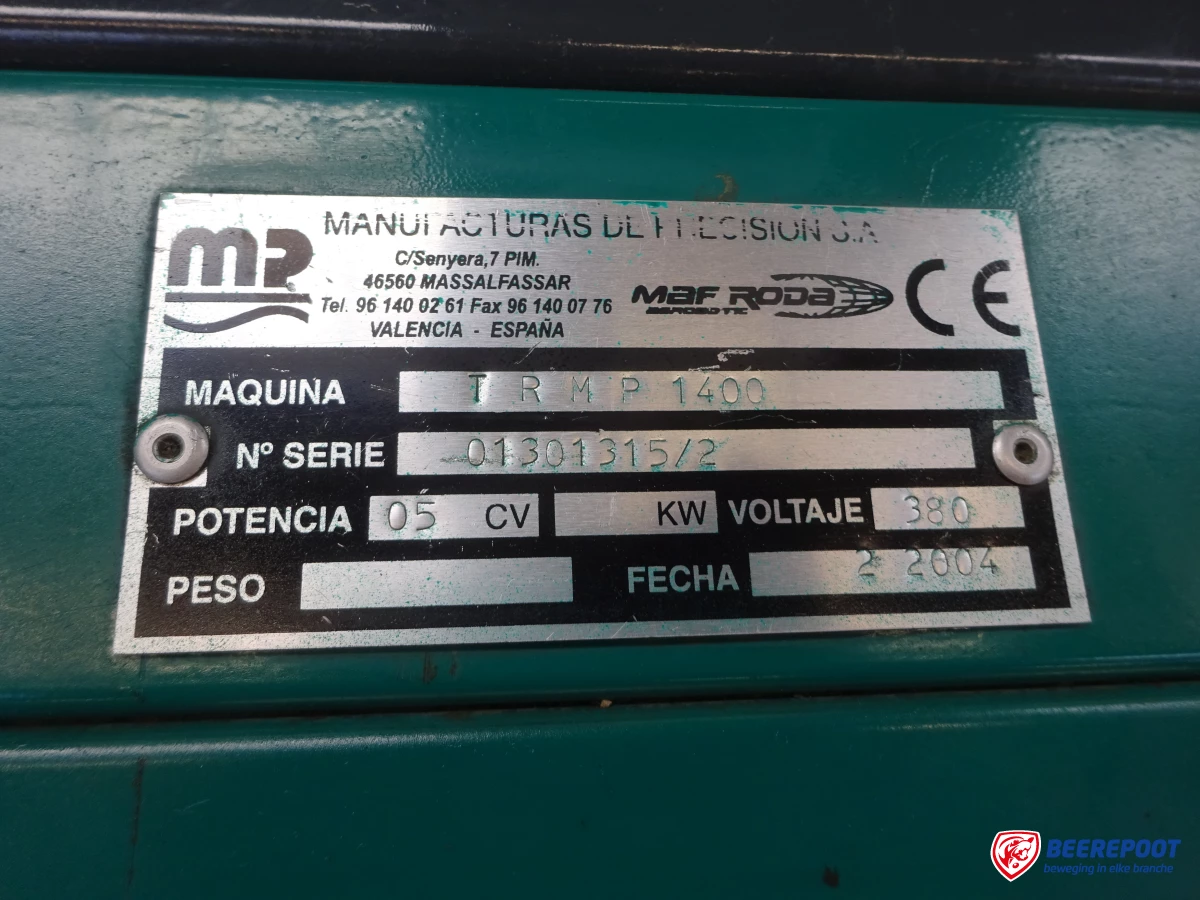 mp
MANUFACTURAS DE PRECISION S.A
C/Senyera,7 PIM.
46560 MASSALFASSAR
Tel. 96 140 02 61 Fax 96 140 07 76
VALENCIA - ESPAÑA
MAF RODA
CE
MAQUINA T R M P 1400
Nº SERIE 01301315/2
POTENCIA 05 CV KW VOLTAJE 380
PESO FECHA 2 2004
BEEREPOOT
beweging in elke branche